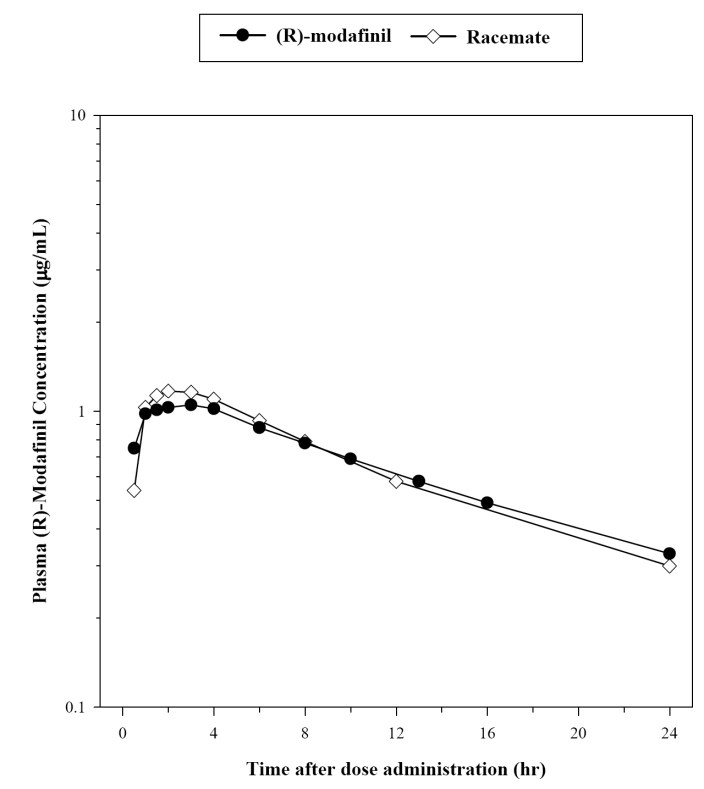 (R)-modafinil Racemate
10
1
0.1
Plasma (R)-Modafinil Concentration (µg/mL)
0 4 8 12 16 20 24
Time after dose administration (hr)